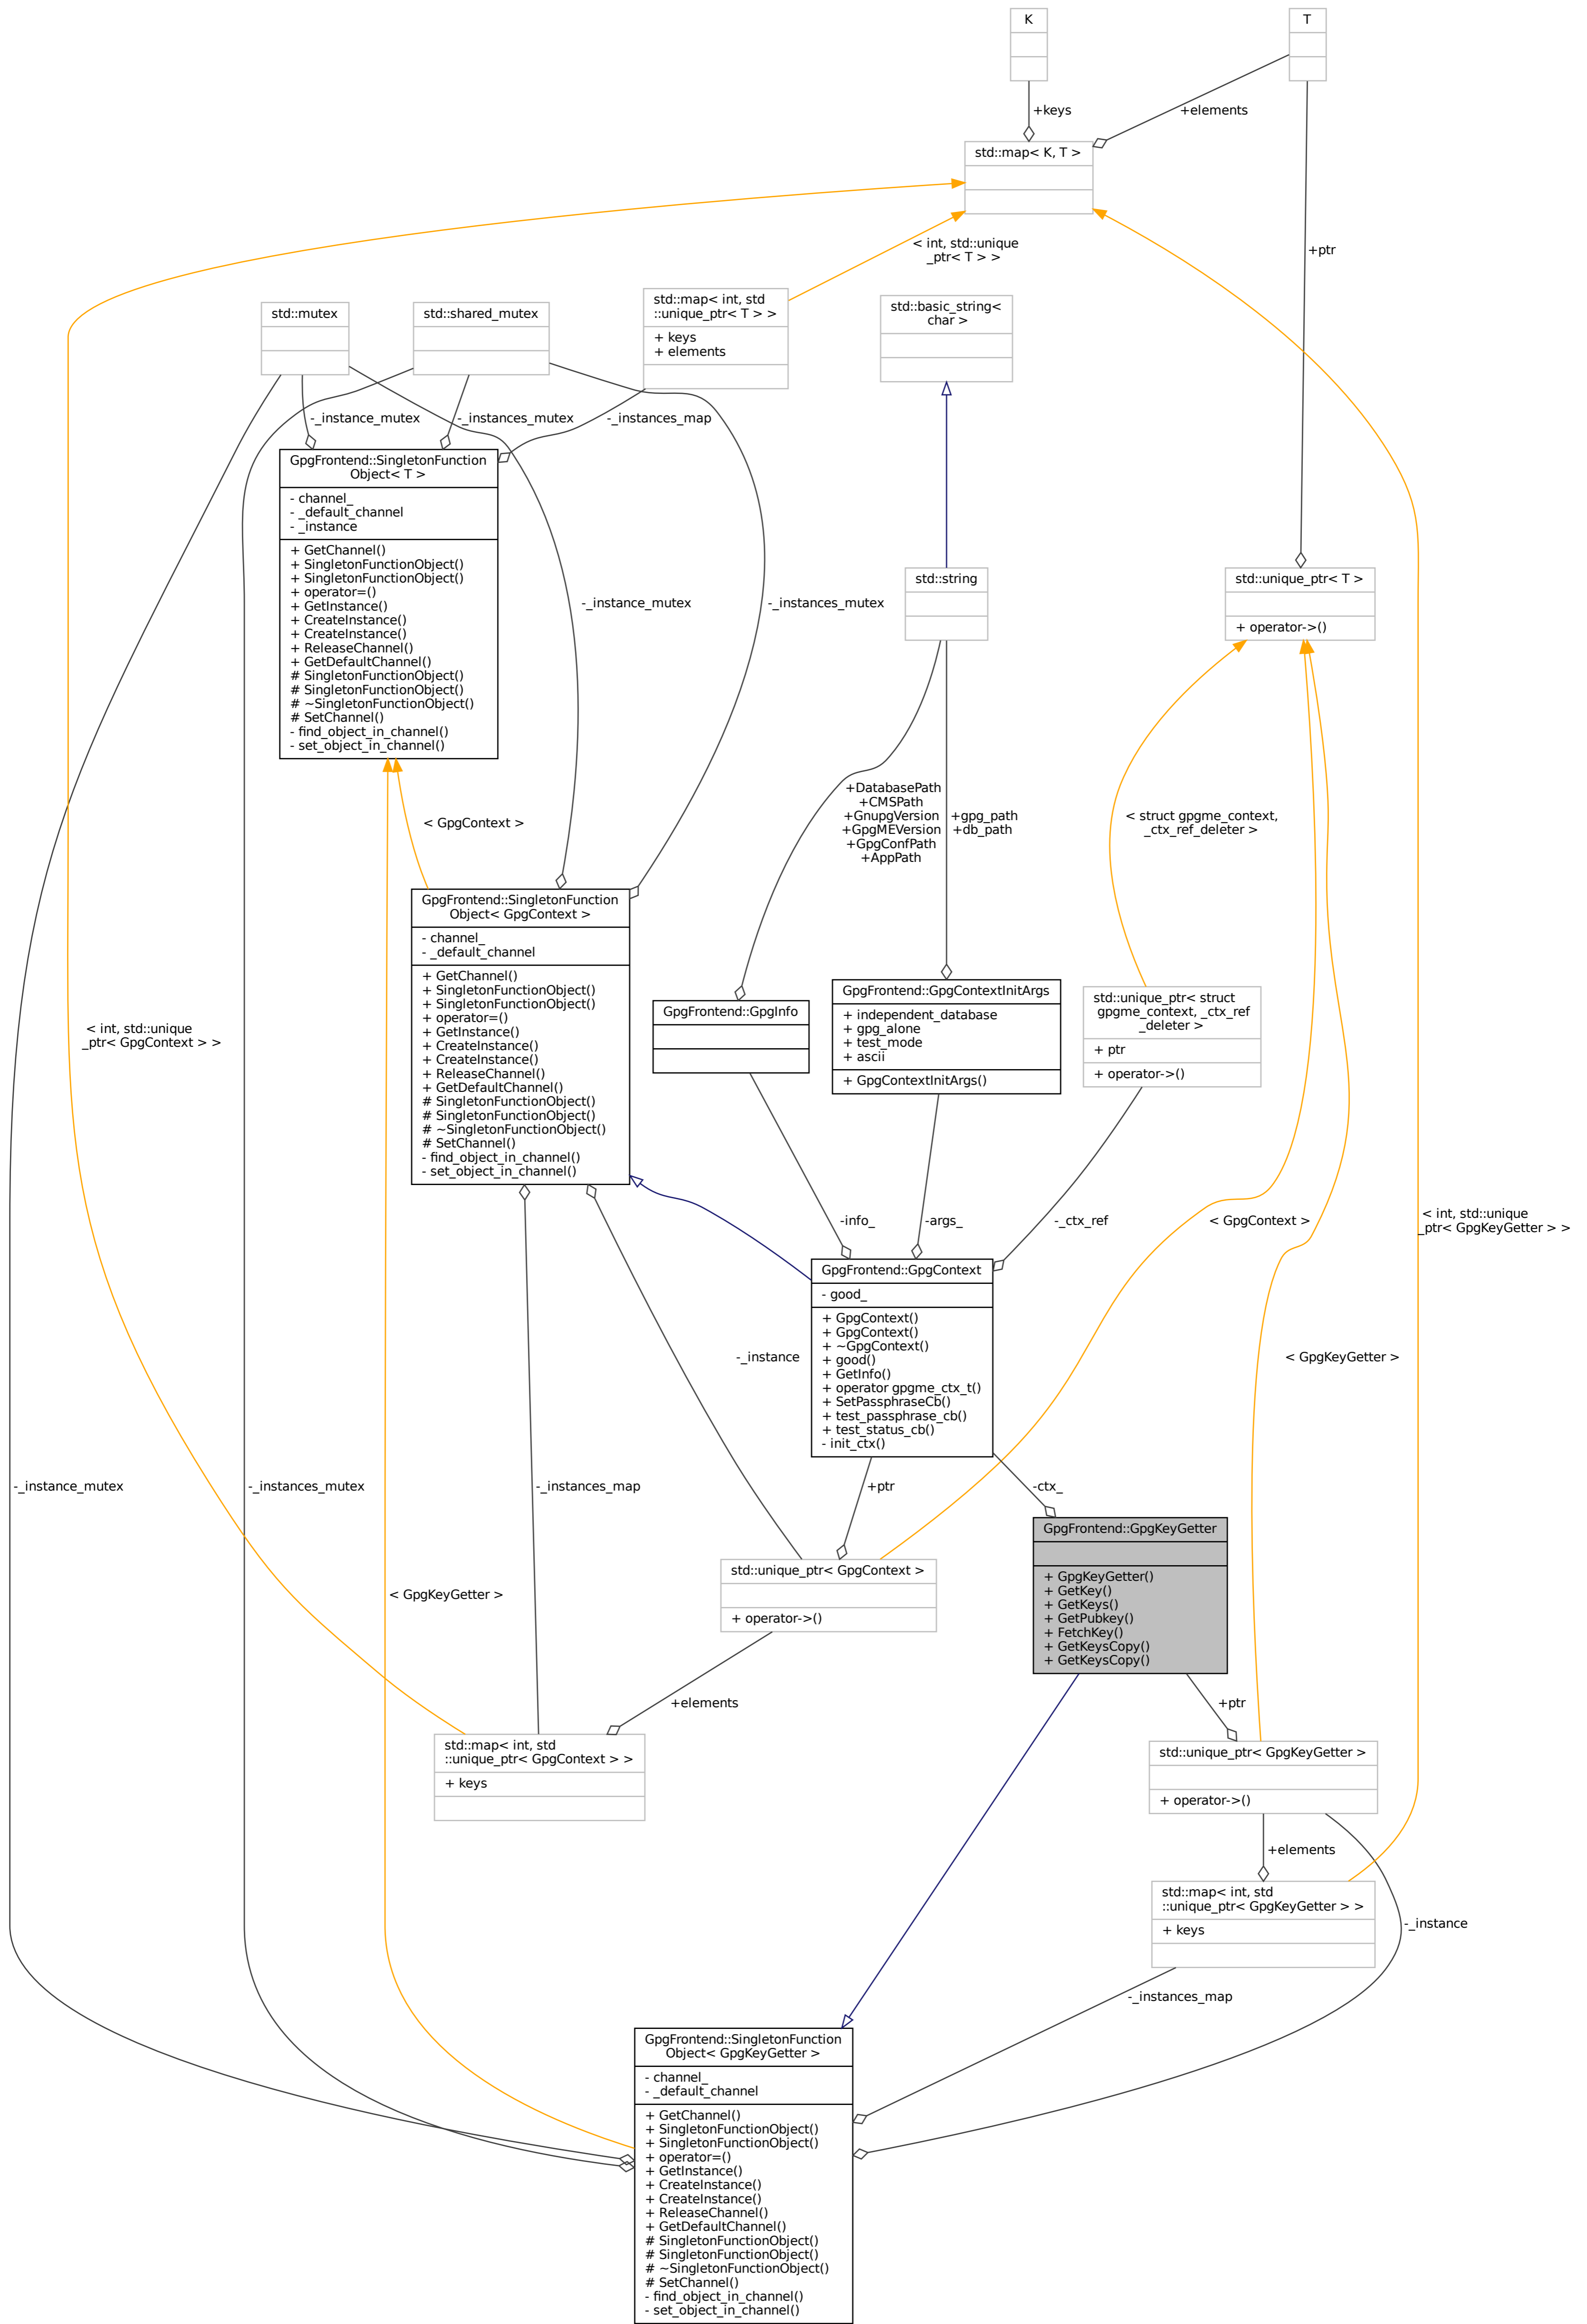 K
T
+keys
+elements
std::map< K, T >
+ptr
< int, std::unique
_ptr< T > >
std::mutex
std::shared_mutex
std::map< int, std
::unique_ptr< T > >
+ keys
+ elements
std::basic_string<
char >
-_instance_mutex
-_instances_mutex
-_instances_map
GpgFrontend::SingletonFunction
Object< T >
- channel_
- _default_channel
- _instance
+ GetChannel()
+ SingletonFunctionObject()
+ SingletonFunctionObject()
+ operator=()
+ GetInstance()
+ CreateInstance()
+ CreateInstance()
+ ReleaseChannel()
+ GetDefaultChannel()
# SingletonFunctionObject()
# SingletonFunctionObject()
# ~SingletonFunctionObject()
# SetChannel()
- find_object_in_channel()
- set_object_in_channel()
-_instance_mutex
-_instances_mutex
std::string
std::unique_ptr< T >
+ operator->()
< GpgContext >
+DatabasePath
+CMSPath
+GnupgVersion
+GpgMEVersion
+GpgConfPath
+AppPath
+gpg_path
+db_path
< struct gpgme_context,
_ctx_ref_deleter >
GpgFrontend::SingletonFunction
Object< GpgContext >
- channel_
- _default_channel
+ GetChannel()
+ SingletonFunctionObject()
+ SingletonFunctionObject()
+ operator=()
+ GetInstance()
+ CreateInstance()
+ CreateInstance()
+ ReleaseChannel()
+ GetDefaultChannel()
# SingletonFunctionObject()
# SingletonFunctionObject()
# ~SingletonFunctionObject()
# SetChannel()
- find_object_in_channel()
- set_object_in_channel()
GpgFrontend::GpgInfo
GpgFrontend::GpgContextInitArgs
+ independent_database
+ gpg_alone
+ test_mode
+ ascii
+ GpgContextInitArgs()
std::unique_ptr< struct
gpgme_context, _ctx_ref
_deleter >
+ ptr
+ operator->()
< int, std::unique
_ptr< GpgContext > >
-info_
-args_
-_ctx_ref
< GpgContext >
< int, std::unique
_ptr< GpgKeyGetter > >
GpgFrontend::GpgContext
- good_
+ GpgContext()
+ GpgContext()
+ ~GpgContext()
+ good()
+ GetInfo()
+ operator gpgme_ctx_t()
+ SetPassphraseCb()
+ test_passphrase_cb()
+ test_status_cb()
- init_ctx()
-_instance
< GpgKeyGetter >
-_instance_mutex
-_instances_mutex
-_instances_map
+ptr
-ctx_
GpgFrontend::GpgKeyGetter
+ GpgKeyGetter()
+ GetKey()
+ GetKeys()
+ GetPubkey()
+ FetchKey()
+ GetKeysCopy()
+ GetKeysCopy()
< GpgKeyGetter >
std::unique_ptr< GpgContext >
+ operator->()
+elements
+ptr
std::map< int, std
::unique_ptr< GpgContext > >
+ keys
std::unique_ptr< GpgKeyGetter >
+ operator->()
+elements
std::map< int, std
::unique_ptr< GpgKeyGetter > >
+ keys
-_instance
-_instances_map
GpgFrontend::SingletonFunction
Object< GpgKeyGetter >
- channel_
- _default_channel
+ GetChannel()
+ SingletonFunctionObject()
+ SingletonFunctionObject()
+ operator=()
+ GetInstance()
+ CreateInstance()
+ CreateInstance()
+ ReleaseChannel()
+ GetDefaultChannel()
# SingletonFunctionObject()
# SingletonFunctionObject()
# ~SingletonFunctionObject()
# SetChannel()
- find_object_in_channel()
- set_object_in_channel()